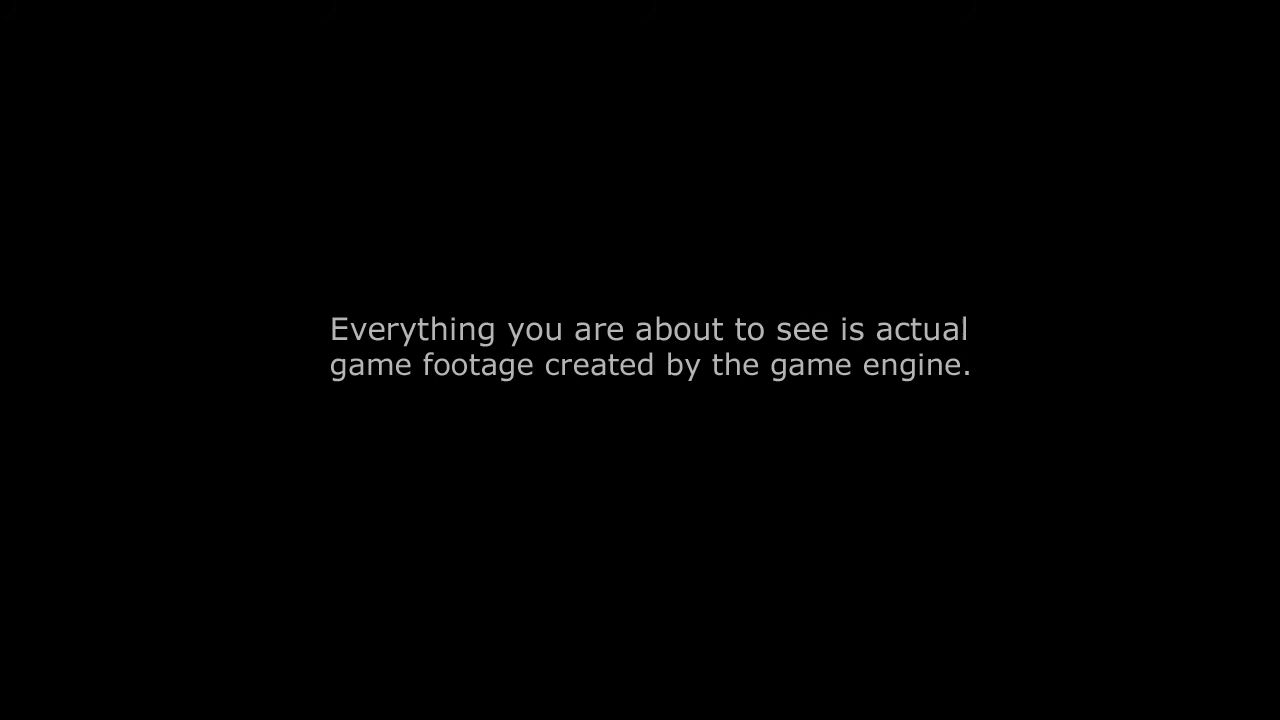 Everything you are about to see is actual
game footage created by the game engine.